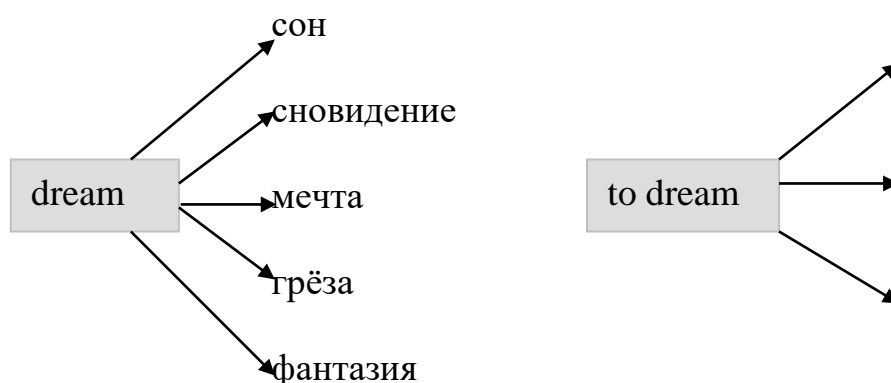 сон
сновидение
dream
мечта
to dream
грёза
фантазия